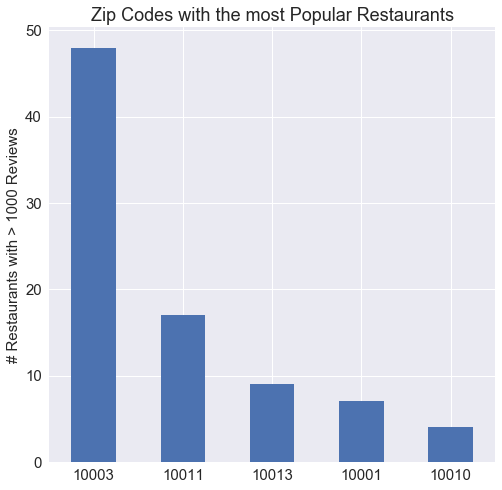 Zip Codes with the most Popular Restaurants
# Restaurants with > 1000 Reviews
50
40
30
20
10
0
10003 10011 10013 10001 10010